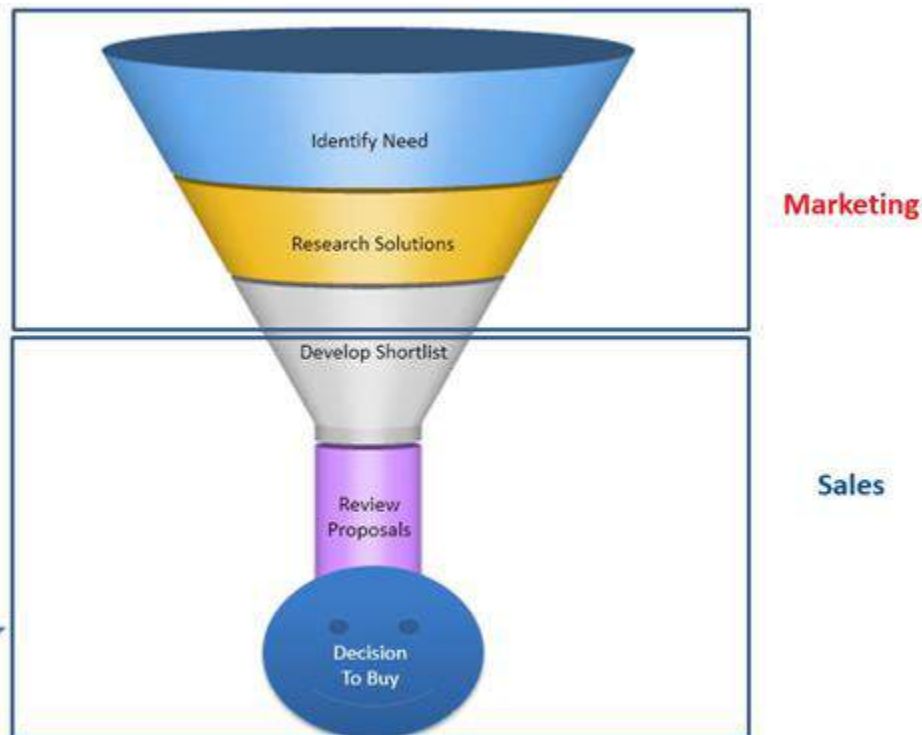 Identify Need
Marketing
Research Solutions
Develop Shortlist
Sales
Review
Proposals
Decision
To Buy